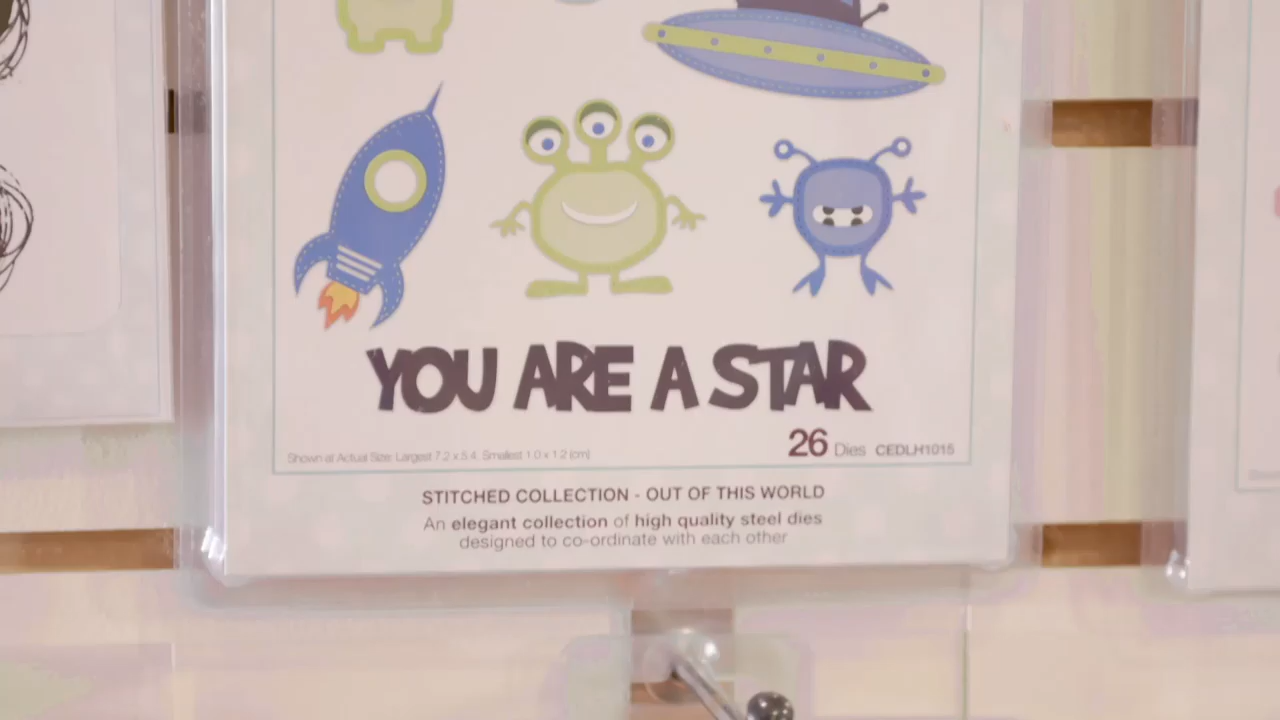 YOU ARE A STAR
26 Dies CEDLH1015
Shown at Actual Size: Largest 7.2 x 5.4, Smallest 1.0 x 1.2 (cm)
STITCHED COLLECTION - OUT OF THIS WORLD
An elegant collection of high quality steel dies
designed to co-ordinate with each other